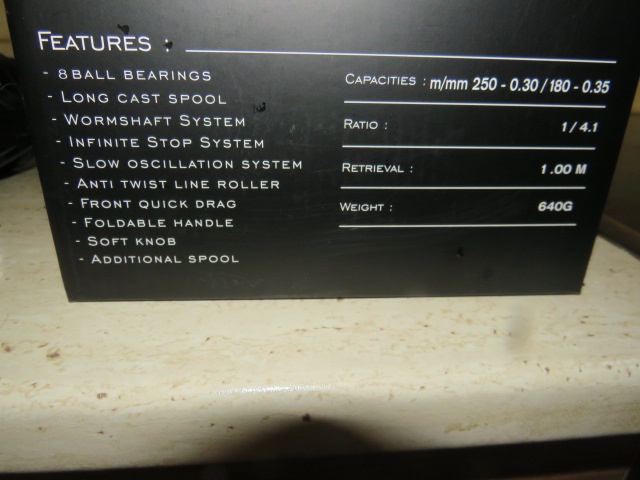 FEATURES :
- 8 BALL BEARINGS
- LONG CAST SPOOL
- WORMSHAFT SYSTEM
- INFINITE STOP SYSTEM
- SLOW OSCILLATION SYSTEM
- ANTI TWIST LINE ROLLER
- FRONT QUICK DRAG
- FOLDABLE HANDLE
- SOFT KNOB
- ADDITIONAL SPOOL
CAPACITIES : m/mm 250 - 0.30 / 180 - 0.35
RATIO : 1 / 4.1
RETRIEVAL : 1.00 M
WEIGHT : 640G